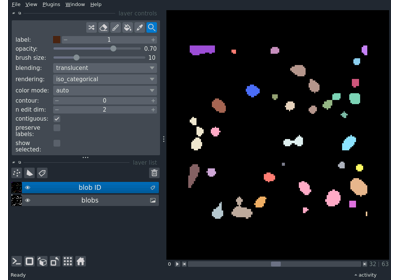 File View Plugins Window Help
layer controls
label: 1
opacity: 0.70
brush size: 10
blending: translucent
rendering: iso_categorical
color mode: auto
contour: 0
n edit dim: 2
contiguous:
preserve
labels:
show
selected:
layer list
blob ID
blobs
Ready
32 63
activity